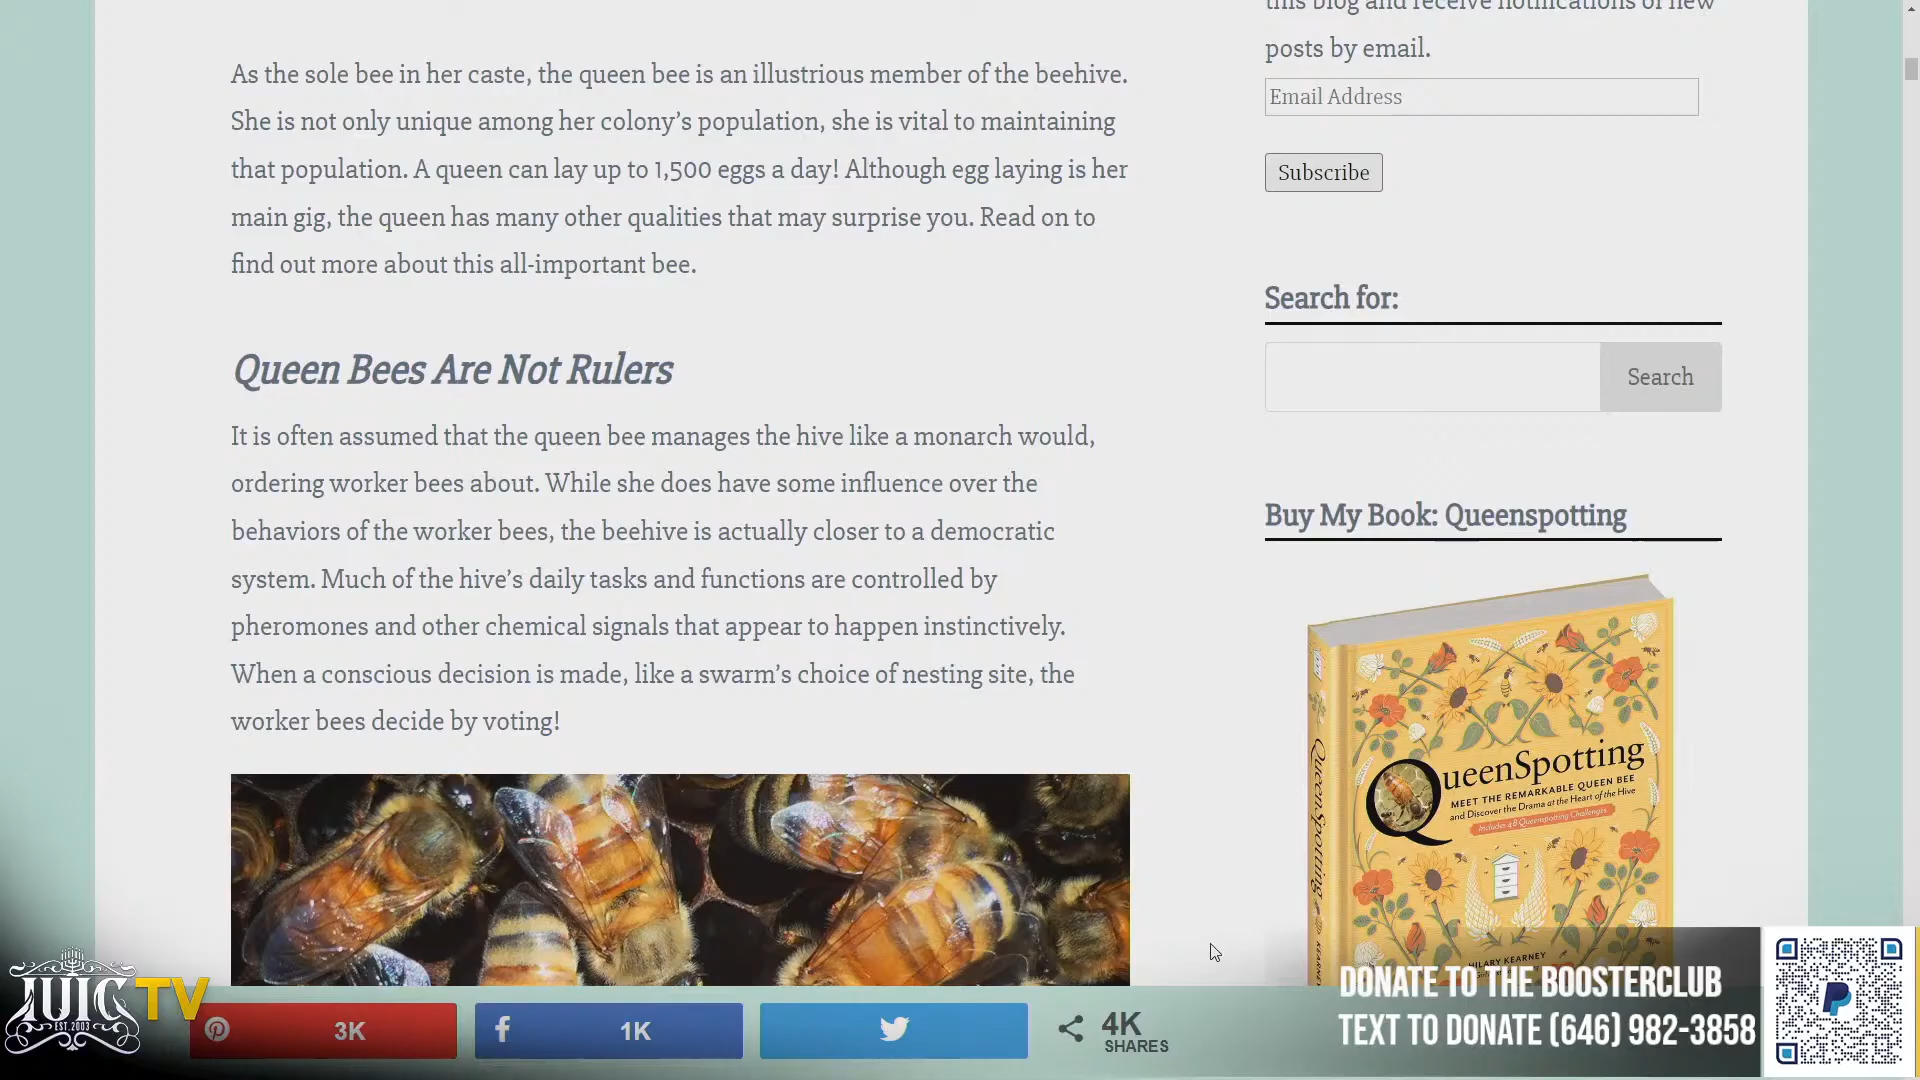 this blog and receive notifications of new
posts by email.
Email Address
Subscribe
As the sole bee in her caste, the queen bee is an illustrious member of the beehive.
She is not only unique among her colony’s population, she is vital to maintaining
that population. A queen can lay up to 1,500 eggs a day! Although egg laying is her
main gig, the queen has many other qualities that may surprise you. Read on to
find out more about this all-important bee.
Search for:
Search
Queen Bees Are Not Rulers
It is often assumed that the queen bee manages the hive like a monarch would,
ordering worker bees about. While she does have some influence over the
behaviors of the worker bees, the beehive is actually closer to a democratic
system. Much of the hive’s daily tasks and functions are controlled by
pheromones and other chemical signals that appear to happen instinctively.
When a conscious decision is made, like a swarm’s choice of nesting site, the
worker bees decide by voting!
Buy My Book: Queenspotting
QueenSpotting
MEET THE REMARKABLE QUEEN BEE
and Discover the Drama at the Heart of the Hive
Includes 48 Queenspotting Challenges
QueenSpotting
KEARNEY
HILARY KEARNEY
IUIC TV
EST. 2003
3K
1K
4K
SHARES
DONATE TO THE BOOSTERCLUB
TEXT TO DONATE (646) 982-3858